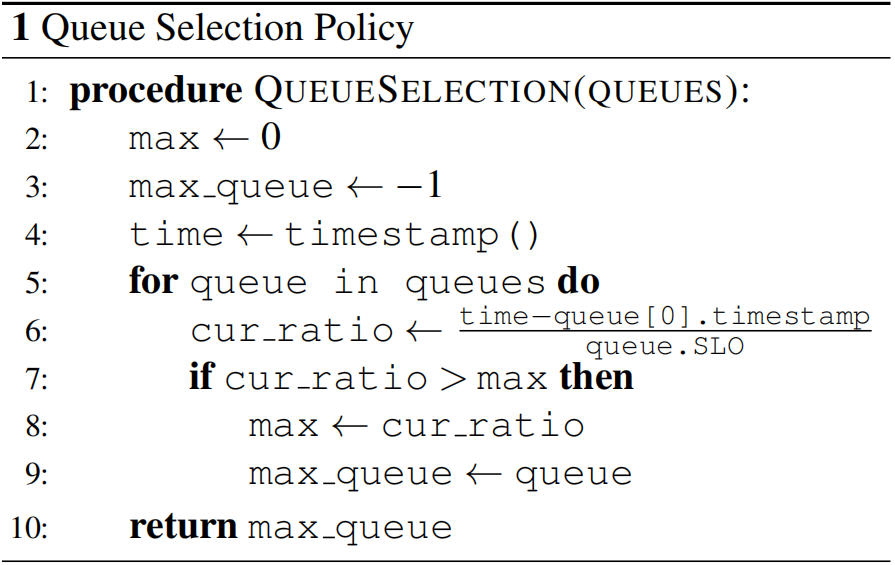 1 Queue Selection Policy
1: procedure QUEUESELECTION(QUEUES):
2: max ← 0
3: max_queue ← −1
4: time ← timestamp()
5: for queue in queues do
6: cur_ratio ← time−queue[0].timestamp / queue.SLO
7: if cur_ratio > max then
8: max ← cur_ratio
9: max_queue ← queue
10: return max_queue